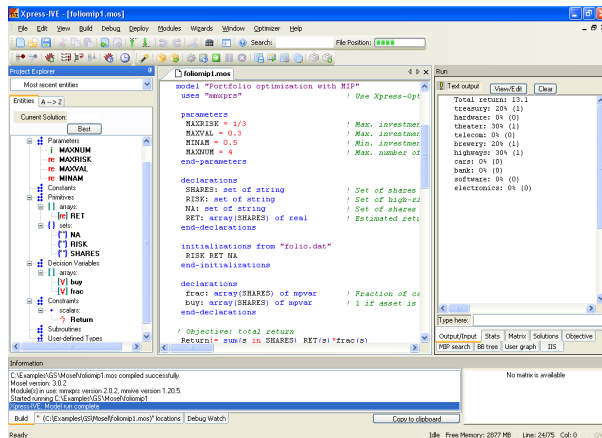 Xpress-IVE - [foliomip1.mos]
File Edit View Build Debug Deploy Modules Wizards Window Optimizer Help
Search:
File Position:
Project Explorer
Most recent entities
Entities A --> Z
Current Solution:
Best
Parameters
i MAXNUM
re MAXRISK
re MAXVAL
re MINAM
Constants
Primitives
[] arrays:
[re] RET
{} sets:
{""} NA
{""} RISK
{""} SHARES
Decision Variables
[] arrays:
[V] buy
[V] frac
Constraints
scalars:
Return
Subroutines
User-defined Types
foliomip1.mos
model "Portfolio optimization with MIP"
uses "mmxprs" ! Use Xpress-Opt
parameters
MAXRISK = 1/3 ! Max. investmen
MAXVAL = 0.3 ! Max. investmen
MINAM = 0.5 ! Min. investmen
MAXNUM = 4 ! Max. number of
end-parameters
declarations
SHARES: set of string ! Set of shares
RISK: set of string ! Set of high-ri
NA: set of string ! Set of shares
RET: array(SHARES) of real ! Estimated retu
end-declarations
initializations from "folio.dat"
RISK RET NA
end-initializations
declarations
frac: array(SHARES) of mpvar ! Fraction of ca
buy: array(SHARES) of mpvar ! 1 if asset is
end-declarations
! Objective: total return
Return:= sum(s in SHARES) RET(s)*frac(s)
Run
Text output View/Edit Clear
Total return: 13.1
treasury: 20% (1)
hardware: 0% (0)
theater: 30% (1)
telecom: 0% (0)
brewery: 20% (1)
highways: 30% (1)
cars: 0% (0)
bank: 0% (0)
software: 0% (0)
electronics: 0% (0)
Type here:
Output/Input Stats Matrix Solutions Objective
MIP search BB tree User graph IIS
Information
C:\Examples\GS\Mosel\foliomip1.mos compiled successfully.
Mosel version: 3.0.2
Module(s) in use: mmxprs version 2.0.2, mmive version 1.20.5.
Started running C:\Examples\GS\Mosel\foliomip1
Xpress-IVE: Model run complete
No matrix is available
Build " (C:\Examples\GS\Mosel\foliomip1.mos)" locations Debug Watch
Copy to clipboard
Ready
Idle Free Memory: 2877 MB Line: 24/75 Col: 0